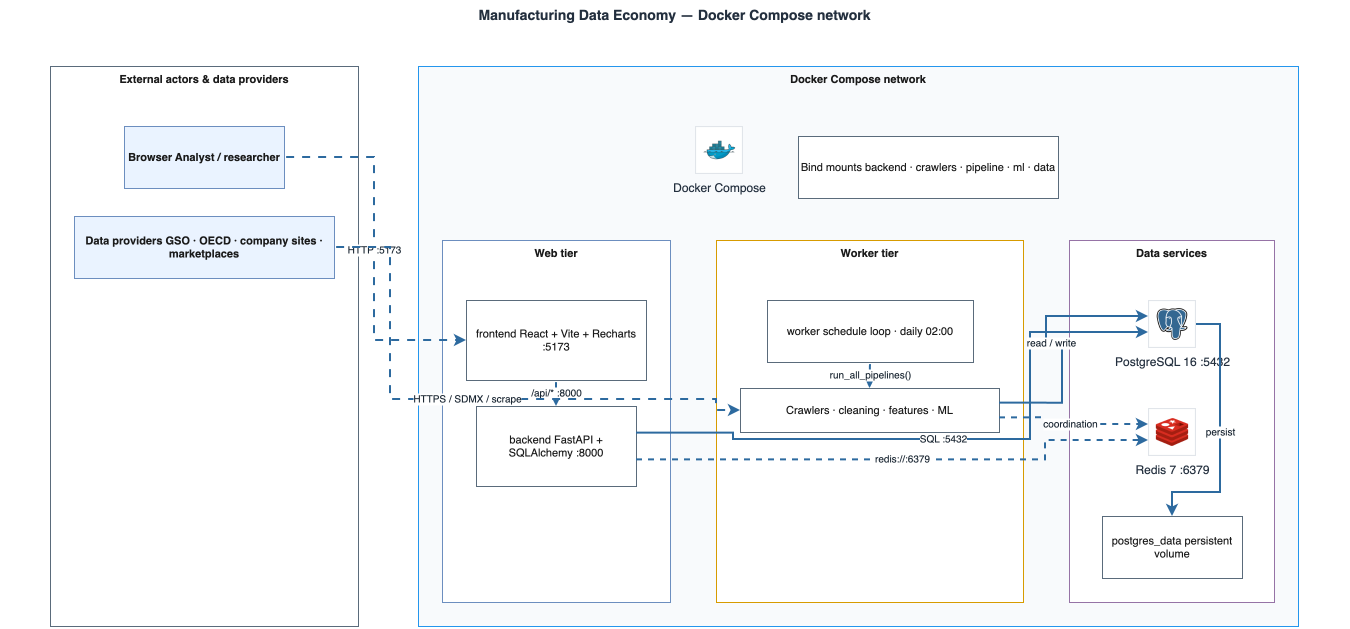 Manufacturing Data Economy — Docker Compose network
External actors & data providers
Browser Analyst / researcher
Data providers GSO · OECD · company sites ·
marketplaces
HTTP :5173
HTTPS / SDMX / scrape
Docker Compose network
Docker Compose
Bind mounts backend · crawlers · pipeline · ml · data
Web tier
frontend React + Vite + Recharts
:5173
/api/* :8000
backend FastAPI +
SQLAlchemy :8000
Worker tier
worker schedule loop · daily 02:00
run_all_pipelines()
Crawlers · cleaning · features · ML
SQL :5432
redis://:6379
read / write
coordination
Data services
PostgreSQL 16 :5432
persist
Redis 7 :6379
postgres_data persistent
volume